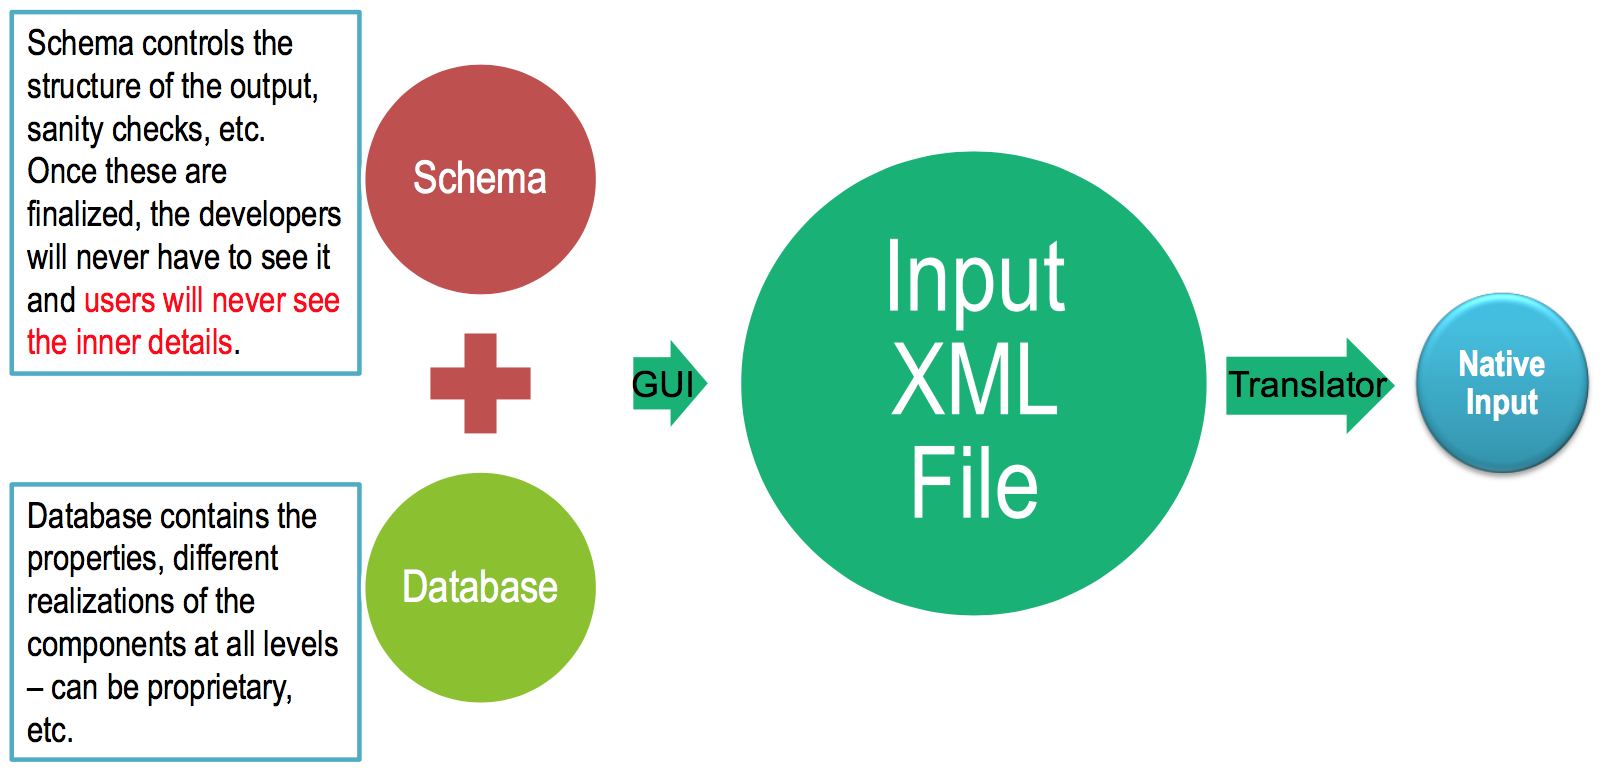 Schema controls the
structure of the output,
sanity checks, etc.
Once these are
finalized, the developers
will never have to see it
and users will never see
the inner details.
Schema
Database contains the
properties, different
realizations of the
components at all levels
– can be proprietary,
etc.
Database
GUI
Input
XML
File
Translator
Native
Input